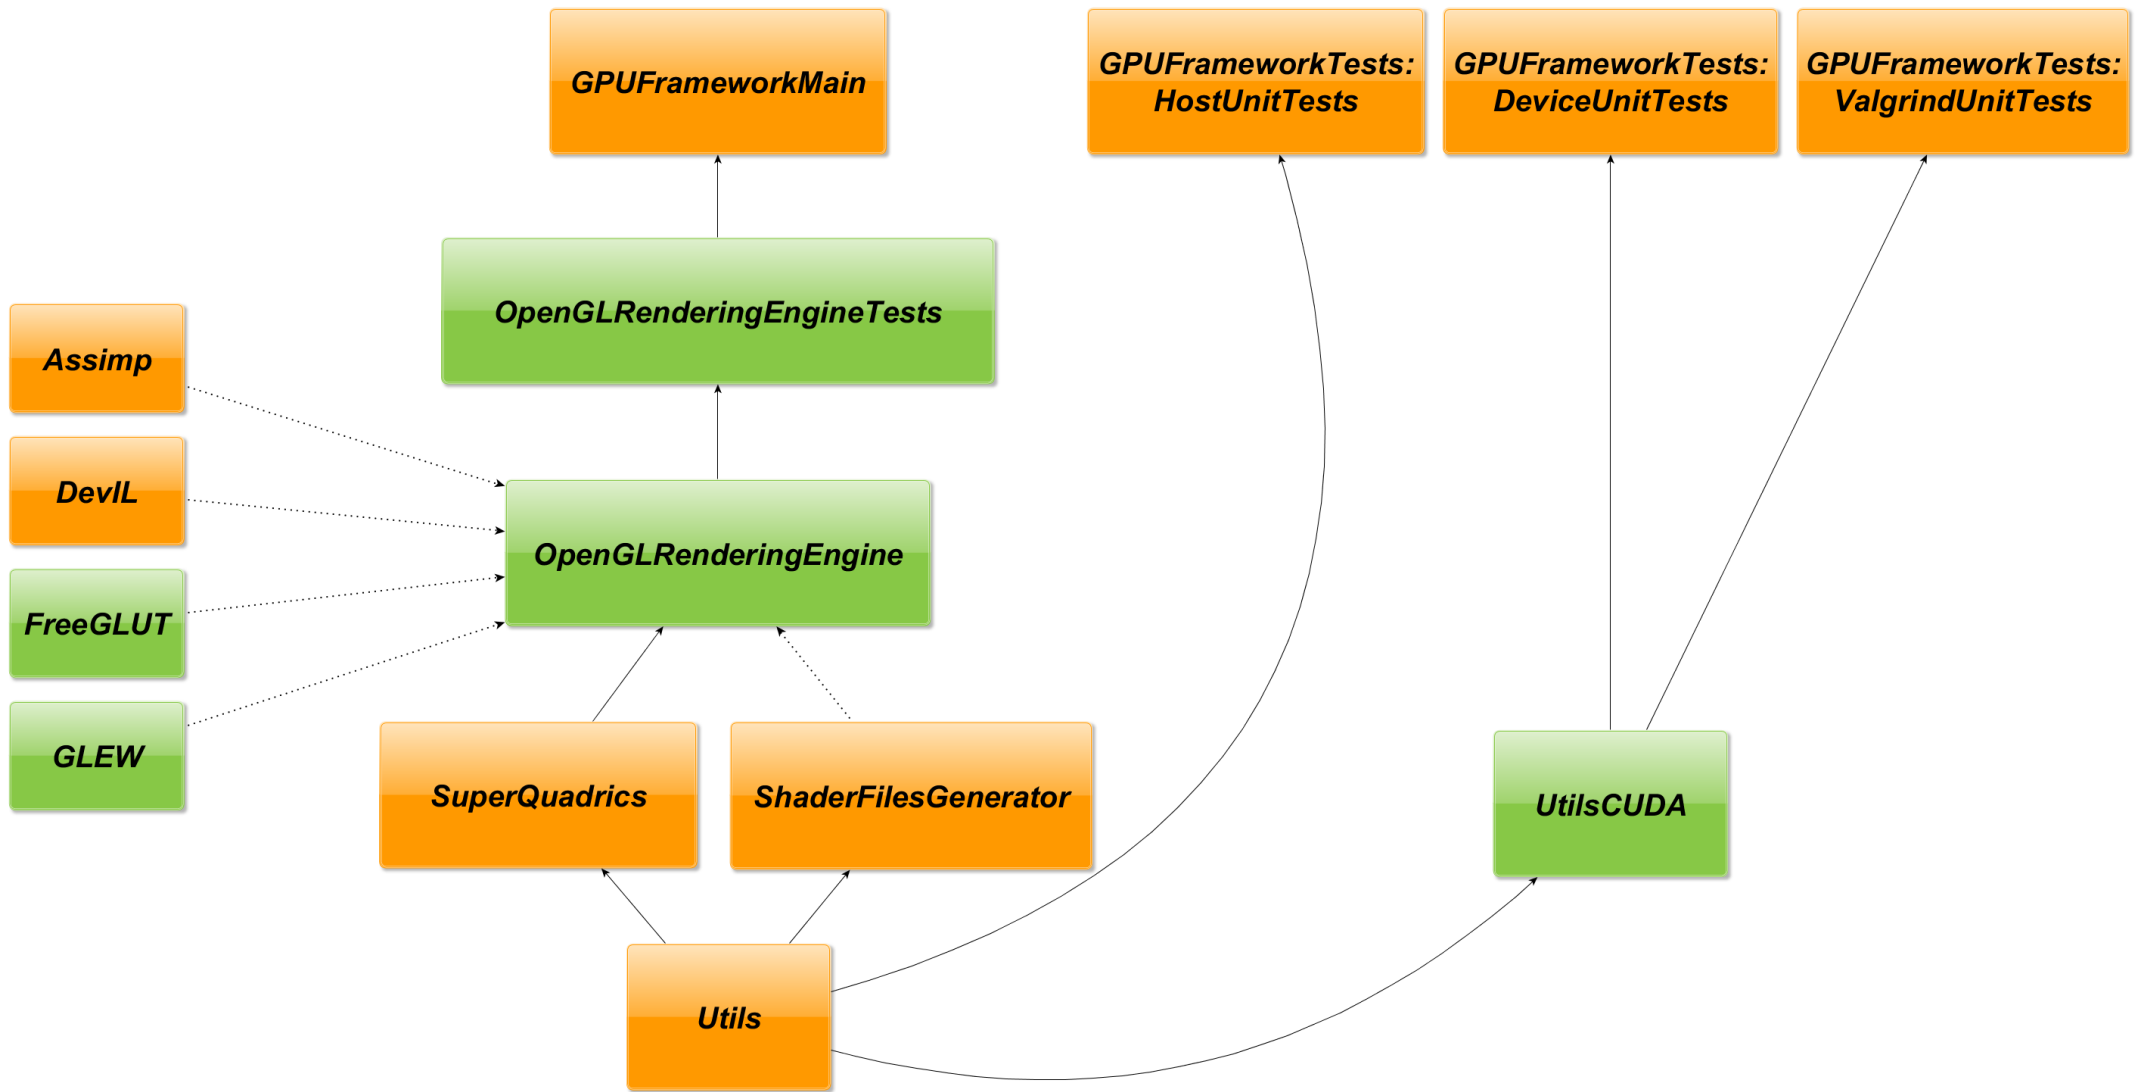 GPUFrameworkMain
GPUFrameworkTests:
HostUnitTests
GPUFrameworkTests:
DeviceUnitTests
GPUFrameworkTests:
ValgrindUnitTests
OpenGLRenderingEngineTests
Assimp
DevIL
FreeGLUT
GLEW
OpenGLRenderingEngine
SuperQuadrics
ShaderFilesGenerator
UtilsCUDA
Utils